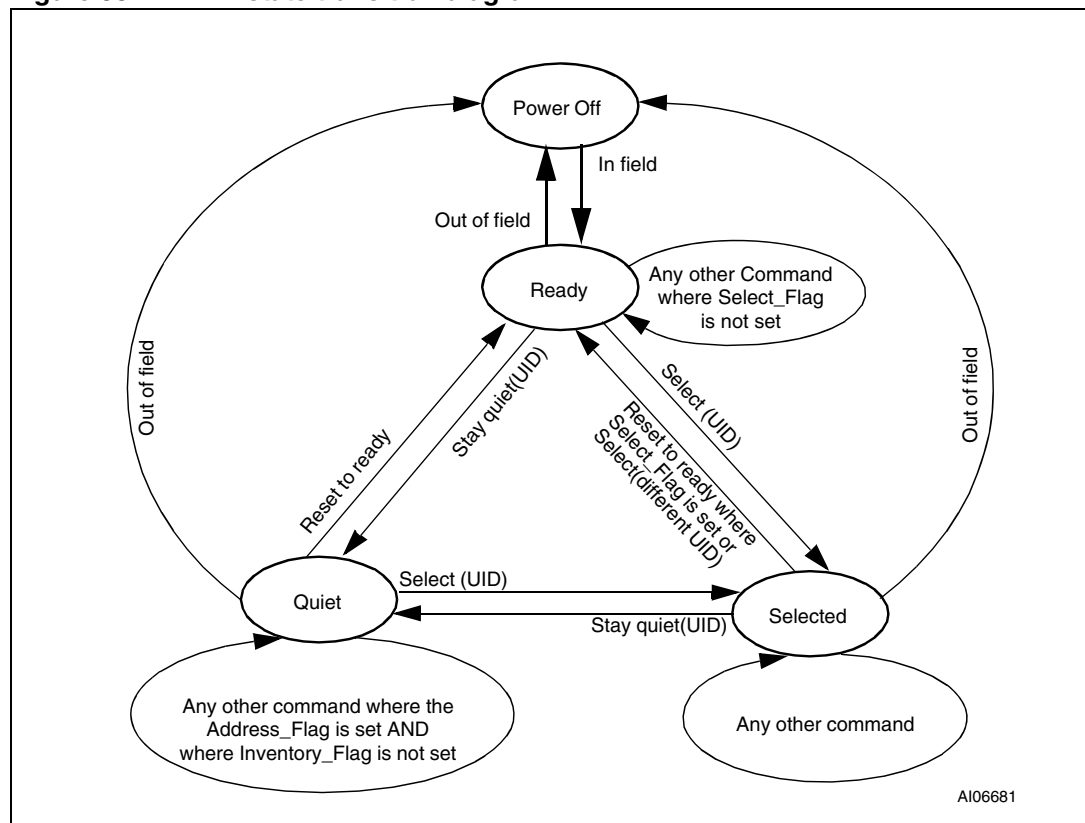 Power Off
In field
Out of field
Ready
Any other Command
where Select_Flag
is not set
Out of field
Reset to ready
Stay quiet(UID)
Select (UID)
Reset to ready where
Select_Flag is set or
Select(different UID)
Out of field
Quiet
Select (UID)
Stay quiet(UID)
Selected
Any other command where the
Address_Flag is set AND
where Inventory_Flag is not set
Any other command
AI06681